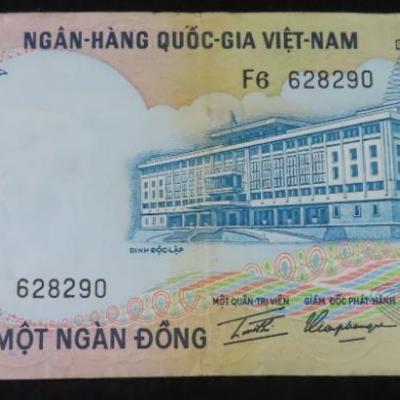 NGÂN-HÀNG QUỐC-GIA VIỆT-NAM
F6 628290
DINH ĐỘC-LẬP
628290
MỘT QUẢN-TRỊ VIÊN GIÁM ĐỐC PHÁT-HÀNH
MỘT NGÀN ĐỒNG